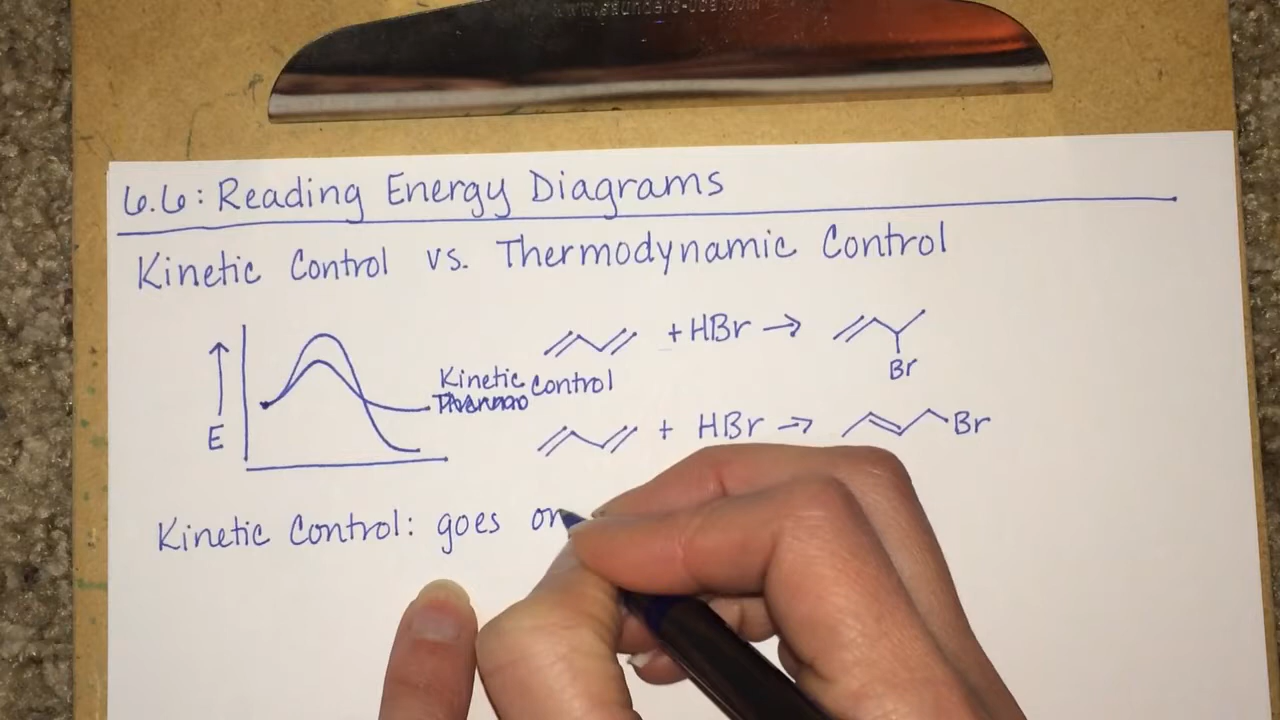 6.6: Reading Energy Diagrams
Kinetic Control vs. Thermodynamic Control
+ HBr →
Br
Kinetic Control
E
+ HBr →
Br
Kinetic Control: goes on